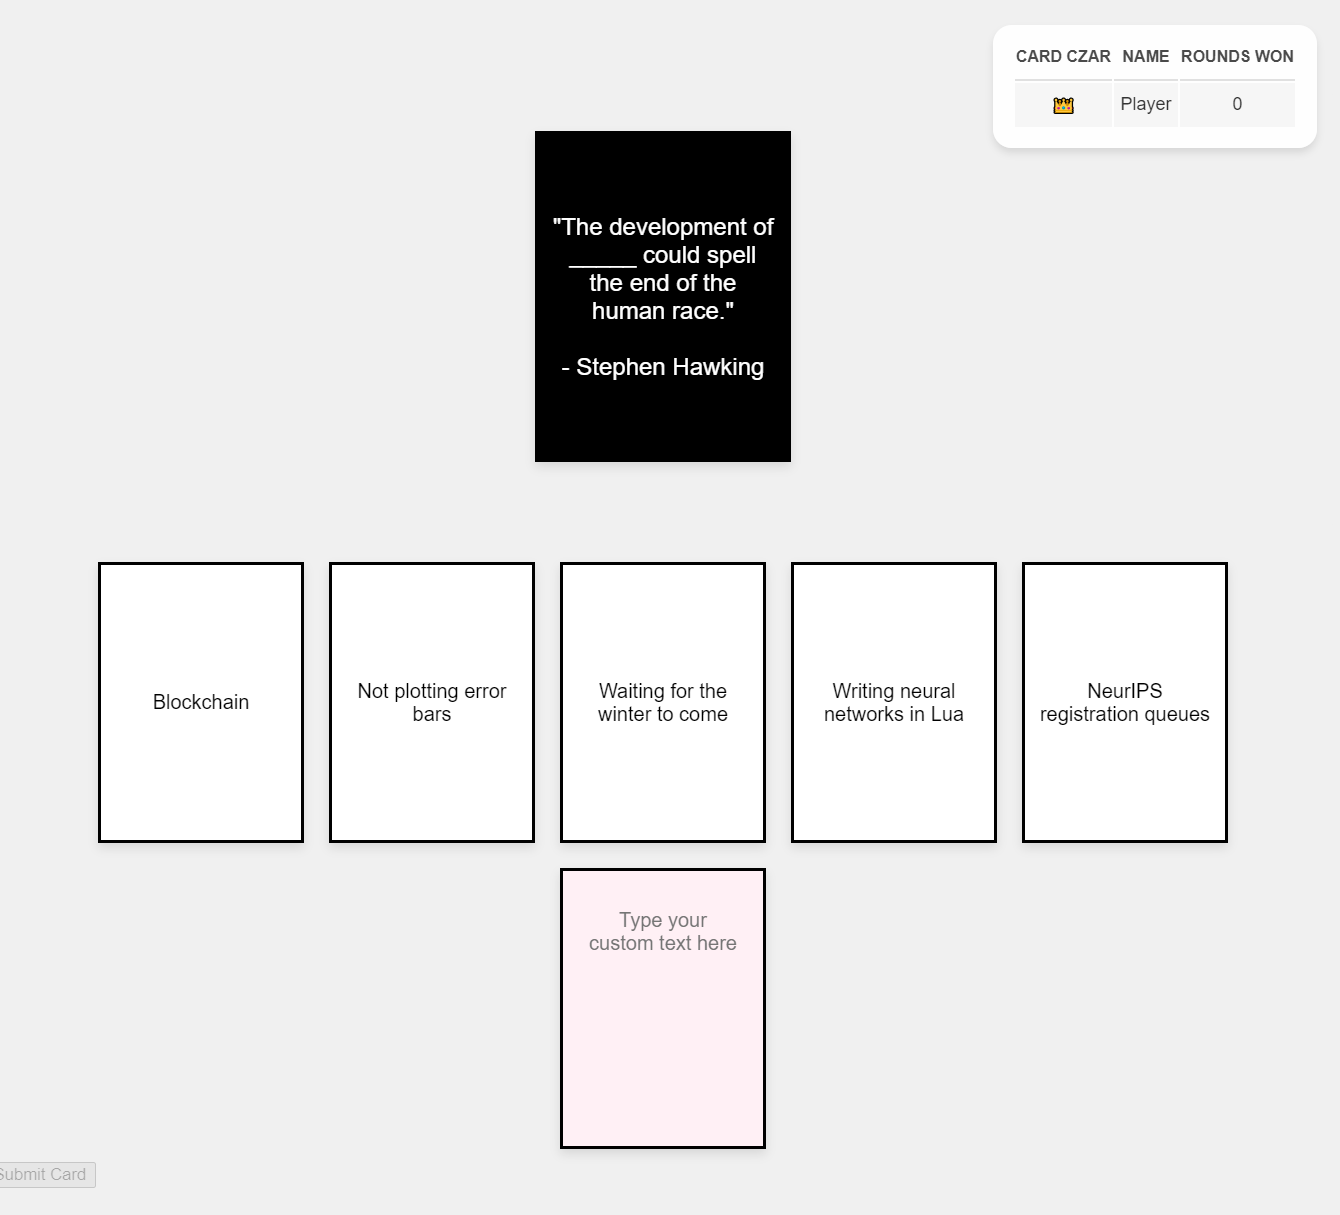 CARD CZAR NAME ROUNDS WON
Player 0
"The development of
_____ could spell
the end of the
human race."
- Stephen Hawking
Blockchain
Not plotting error
bars
Waiting for the
winter to come
Writing neural
networks in Lua
NeurIPS
registration queues
Type your
custom text here
Submit Card